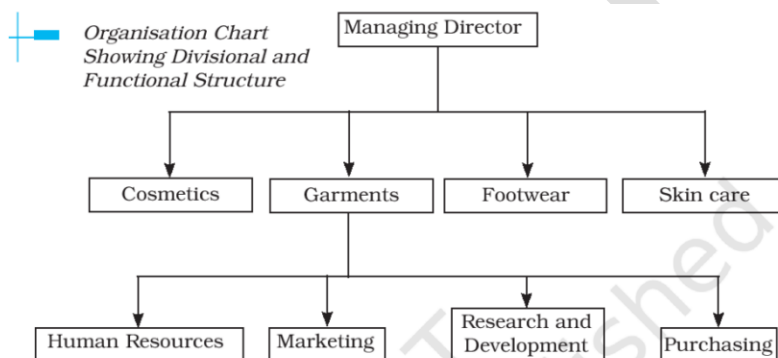 Organisation Chart
Showing Divisional and
Functional Structure
Managing Director
Cosmetics
Garments
Footwear
Skin care
Human Resources
Marketing
Research and
Development
Purchasing